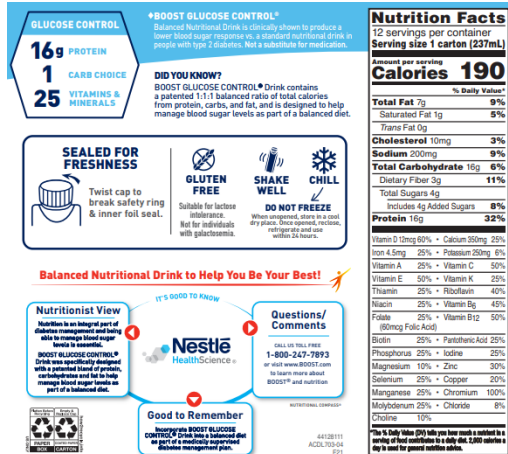 GLUCOSE CONTROL
16g PROTEIN
1 CARB CHOICE
25 VITAMINS &
MINERALS
◆BOOST GLUCOSE CONTROL®
Balanced Nutritional Drink is clinically shown to produce a
lower blood sugar response vs. a standard nutritional drink in
people with type 2 diabetes. Not a substitute for medication.
DID YOU KNOW?
BOOST GLUCOSE CONTROL® Drink contains
a patented 1:1:1 balanced ratio of total calories
from protein, carbs, and fat, and is designed to help
manage blood sugar levels as part of a balanced diet.
SEALED FOR
FRESHNESS
Twist cap to
break safety ring
& inner foil seal.
GLUTEN
FREE
Suitable for lactose
intolerance.
Not for individuals
with galactosemia.
SHAKE
WELL
CHILL
DO NOT FREEZE
When unopened, store in a cool
dry place. Once opened, reclose,
refrigerate and use
within 24 hours.
Balanced Nutritional Drink to Help You Be Your Best!
Nutritionist View
Nutrition is an integral part of
diabetes management and being
able to manage blood sugar
levels is essential.
BOOST GLUCOSE CONTROL®
Drink was specifically designed
with a patented blend of protein,
carbohydrates and fat to help
manage blood sugar levels as
part of a balanced diet.
IT'S GOOD TO KNOW
Nestlé
HealthScience®
Questions/
Comments
CALL US TOLL FREE
1-800-247-7893
or visit www.BOOST.com
to learn more about
BOOST® and nutrition
NUTRITIONAL COMPASS®
Good to Remember
Incorporate BOOST GLUCOSE
CONTROL® Drink into a balanced diet
as part of a medically supervised
diabetes management plan.
PAPER
BOX
CARTON
44128111
ACDL703-04
F21
Nutrition Facts
12 servings per container
Serving size 1 carton (237mL)
Amount per serving
Calories 190
% Daily Value*
Total Fat 7g 9%
Saturated Fat 1g 5%
Trans Fat 0g
Cholesterol 10mg 3%
Sodium 200mg 9%
Total Carbohydrate 16g 6%
Dietary Fiber 3g 11%
Total Sugars 4g
Includes 4g Added Sugars 8%
Protein 16g 32%
Vitamin D 12mcg 60% • Calcium 350mg 25%
Iron 4.5mg 25% • Potassium 250mg 6%
Vitamin A 25% • Vitamin C 50%
Vitamin E 50% • Vitamin K 25%
Thiamin 25% • Riboflavin 40%
Niacin 25% • Vitamin B6 45%
Folate 25% • Vitamin B12 50%
(60mcg Folic Acid)
Biotin 25% • Pantothenic Acid 25%
Phosphorus 25% • Iodine 25%
Magnesium 10% • Zinc 30%
Selenium 25% • Copper 20%
Manganese 25% • Chromium 100%
Molybdenum 25% • Chloride 8%
Choline 10%
*The % Daily Value (DV) tells you how much a nutrient in a
serving of food contributes to a daily diet. 2,000 calories a
day is used for general nutrition advice.